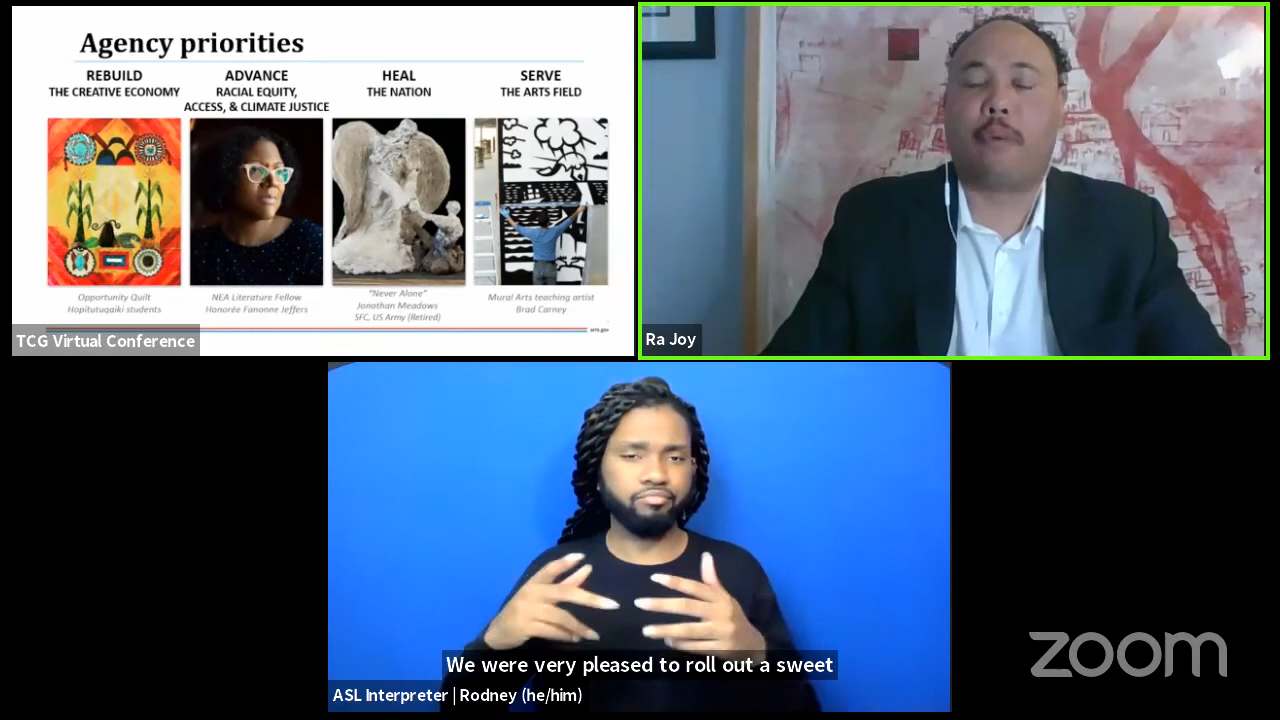 Agency priorities
REBUILD
THE CREATIVE ECONOMY
ADVANCE
RACIAL EQUITY,
ACCESS, & CLIMATE JUSTICE
HEAL
THE NATION
SERVE
THE ARTS FIELD
Opportunity Quilt
Hopitutuqaiki students
NEA Literature Fellow
Honorée Fanonne Jeffers
"Never Alone"
Jonathan Meadows
SFC, US Army (Retired)
Mural Arts teaching artist
Brad Carney
arts.gov
TCG Virtual Conference
Ra Joy
We were very pleased to roll out a sweet
ASL Interpreter | Rodney (he/him)
zoom